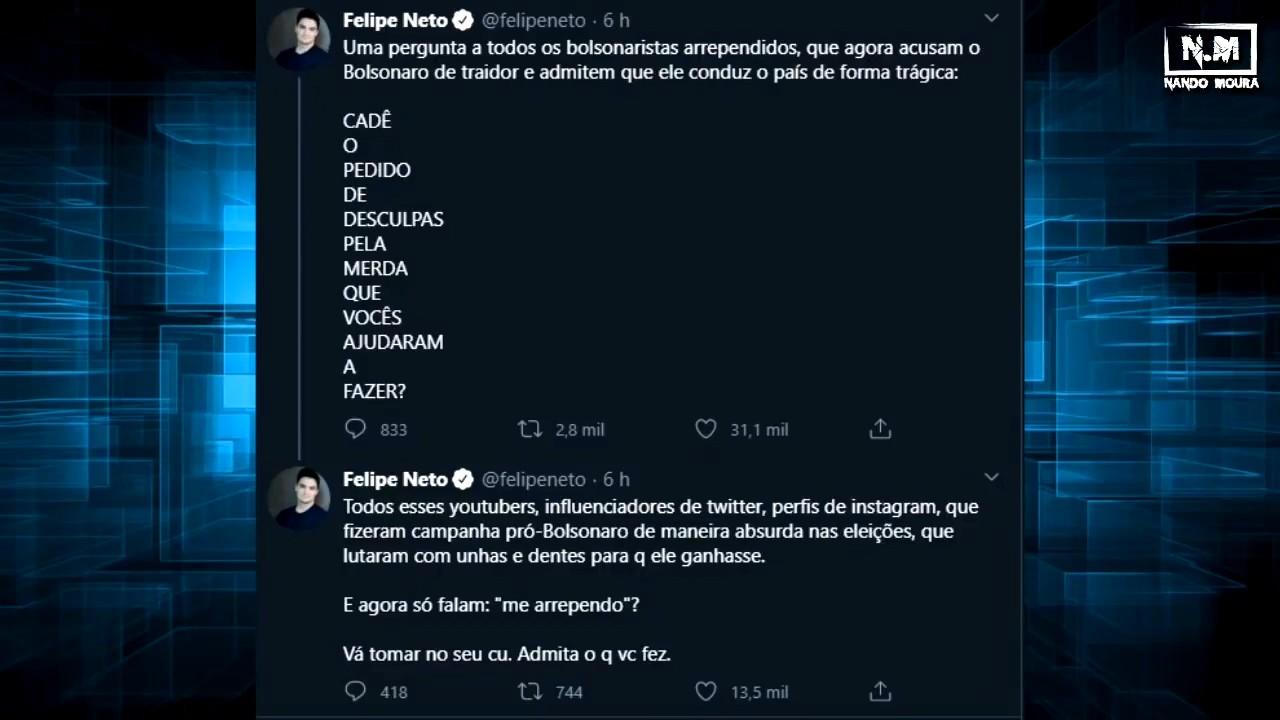 Felipe Neto @felipeneto · 6 h
Uma pergunta a todos os bolsonaristas arrependidos, que agora acusam o
Bolsonaro de traidor e admitem que ele conduz o país de forma trágica:
CADÊ
O
PEDIDO
DE
DESCULPAS
PELA
MERDA
QUE
VOCÊS
AJUDARAM
A
FAZER?
833 2,8 mil 31,1 mil
Felipe Neto @felipeneto · 6 h
Todos esses youtubers, influenciadores de twitter, perfis de instagram, que
fizeram campanha pró-Bolsonaro de maneira absurda nas eleições, que
lutaram com unhas e dentes para q ele ganhasse.
E agora só falam: "me arrependo"?
Vá tomar no seu cu. Admita o q vc fez.
418 744 13,5 mil
N.M
NANDO MOURA